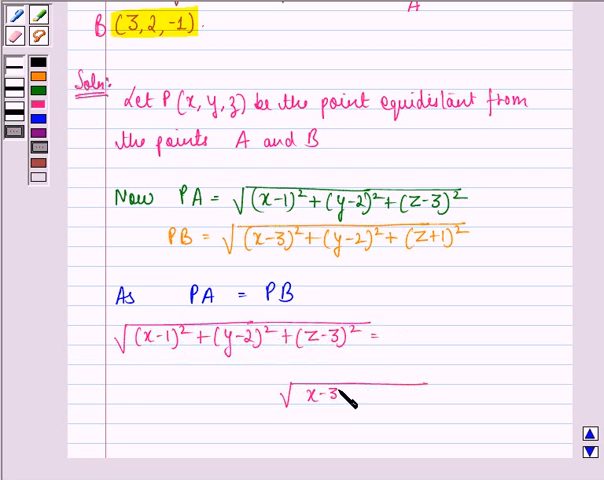 A
B (3, 2, -1).
Soln:
Let P(x, y, z) be the point equidistant from
the points A and B
Now PA = √(x-1)² + (y-2)² + (z-3)²
PB = √(x-3)² + (y-2)² + (z+1)²
As PA = PB
√(x-1)² + (y-2)² + (z-3)² =
√x-3